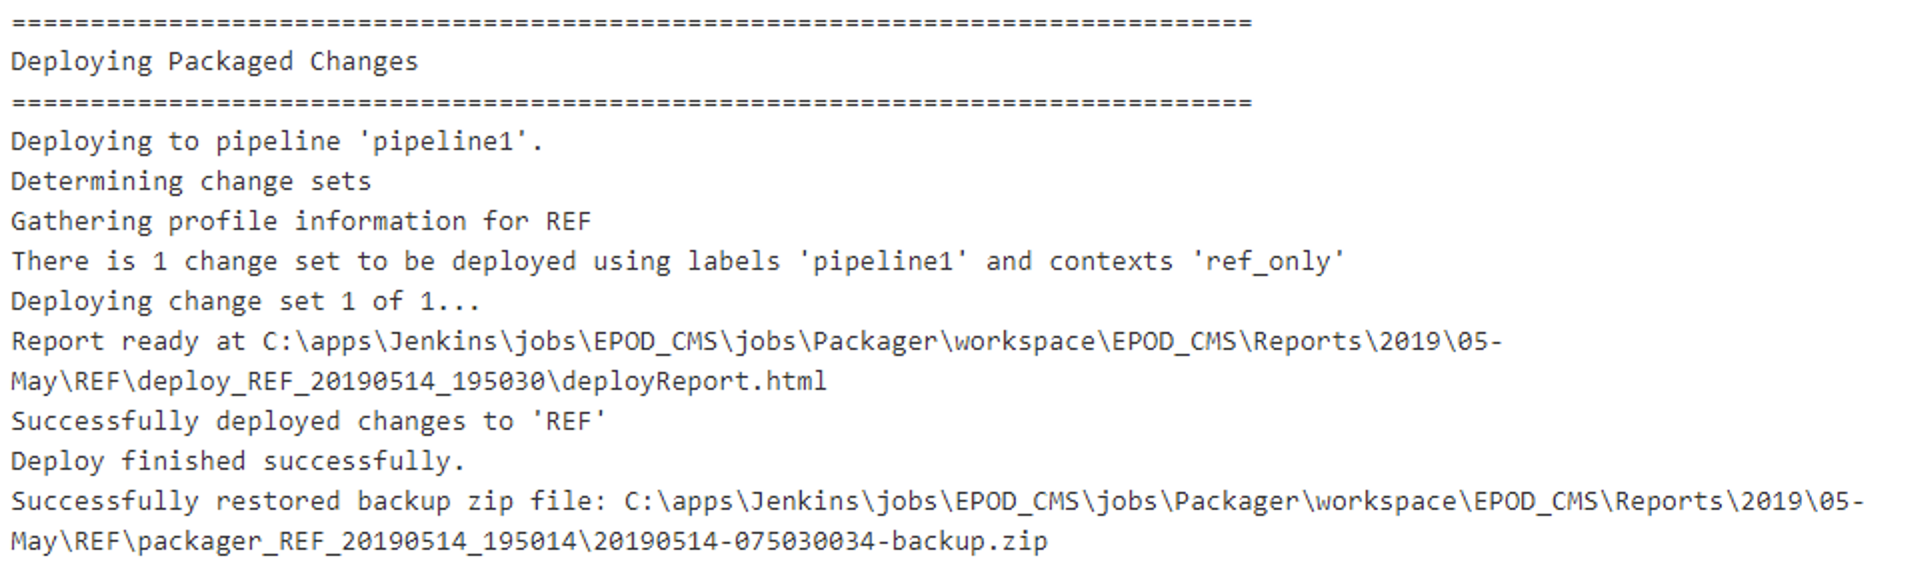 ===============================================================================
Deploying Packaged Changes
===============================================================================
Deploying to pipeline 'pipeline1'.
Determining change sets
Gathering profile information for REF
There is 1 change set to be deployed using labels 'pipeline1' and contexts 'ref_only'
Deploying change set 1 of 1...
Report ready at C:\apps\Jenkins\jobs\EPOD_CMS\jobs\Packager\workspace\EPOD_CMS\Reports\2019\05-
May\REF\deploy_REF_20190514_195030\deployReport.html
Successfully deployed changes to 'REF'
Deploy finished successfully.
Successfully restored backup zip file: C:\apps\Jenkins\jobs\EPOD_CMS\jobs\Packager\workspace\EPOD_CMS\Reports\2019\05-
May\REF\packager_REF_20190514_195014\20190514-075030034-backup.zip